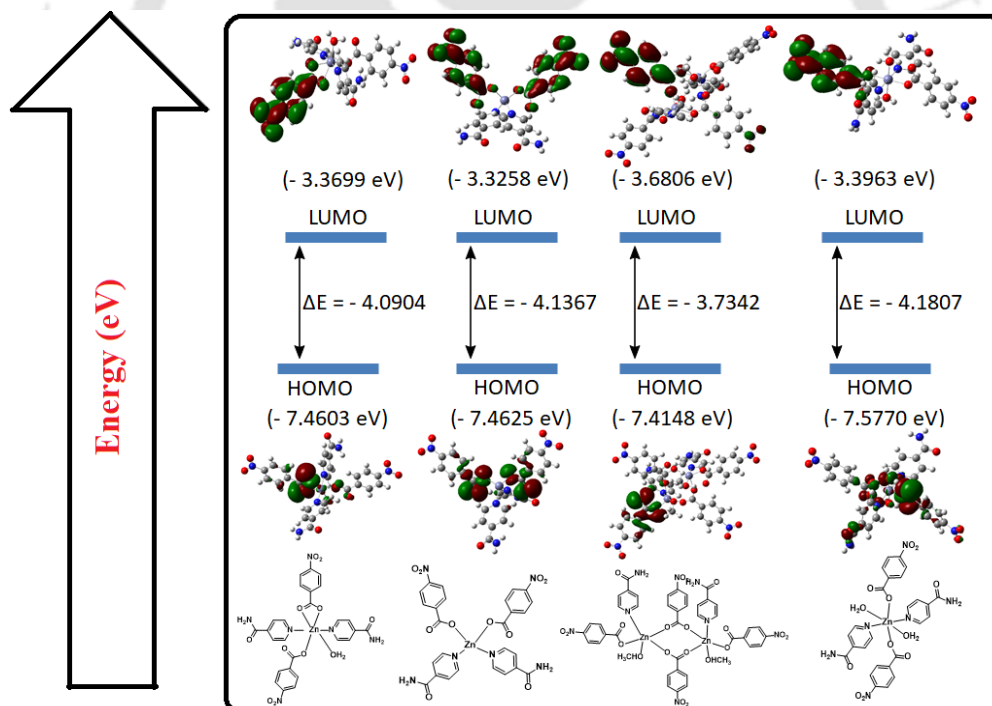 Energy (eV)
(- 3.3699 eV) (- 3.3258 eV) (- 3.6806 eV) (- 3.3963 eV)
LUMO LUMO LUMO LUMO
ΔE = - 4.0904 ΔE = - 4.1367 ΔE = - 3.7342 ΔE = - 4.1807
HOMO HOMO HOMO HOMO
(- 7.4603 eV) (- 7.4625 eV) (- 7.4148 eV) (- 7.5770 eV)
NO₂
O
O
H₂N
O
N
Zn
N
O
NH₂
O
OH₂
O
O₂N
O₂N
NO₂
O
O
O
O
Zn
N
N
O
NH₂
H₂N
O
O
NH₂
N
O₂N
O
O
Zn
H₃CHO
O
O
O
O
NO₂
O
N
Zn
OHCH₃
O
O
NO₂
NO₂
NO₂
O
O
H₂O
O
NH₂
Zn
N
N
OH₂
O
O
H₂N
O
NO₂